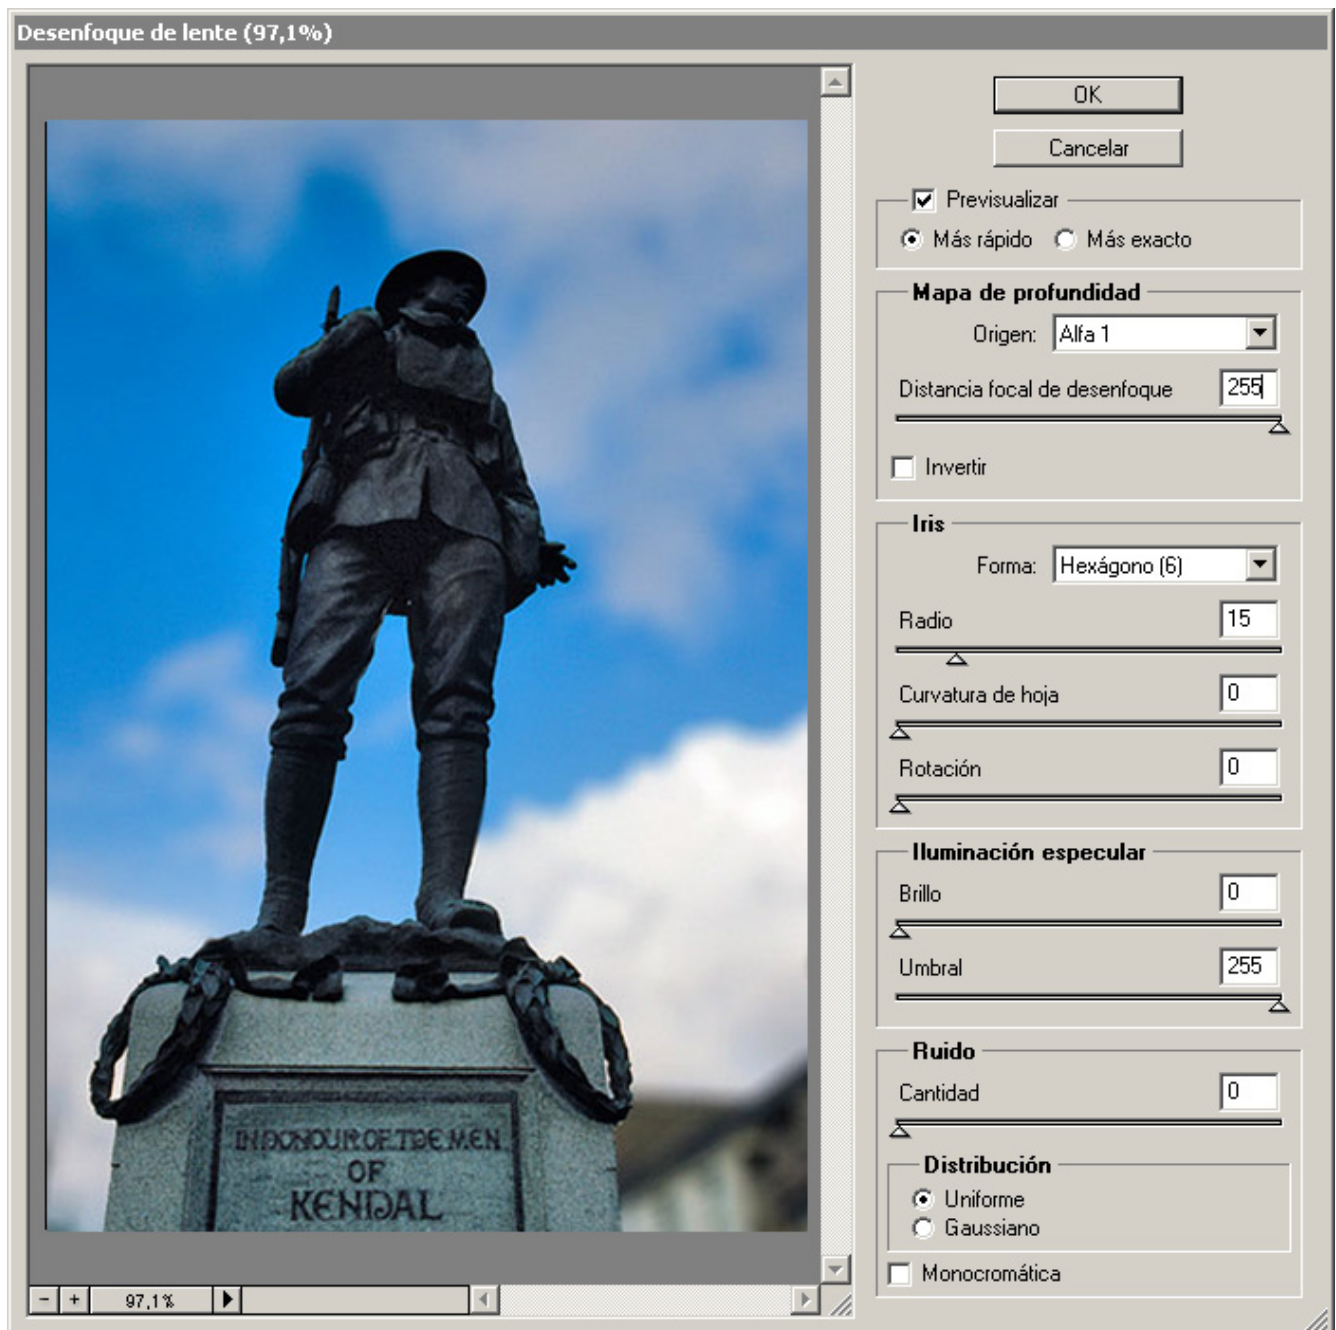 Desenfoque de lente (97,1%)
OK
Cancelar
Previsualizar
Más rápido Más exacto
Mapa de profundidad
Origen: Alfa 1
Distancia focal de desenfoque 255
Invertir
Iris
Forma: Hexágono (6)
Radio 15
Curvatura de hoja 0
Rotación 0
Iluminación especular
Brillo 0
Umbral 255
Ruido
Cantidad 0
Distribución
Uniforme
Gaussiano
Monocromática
IN HONOUR OF THE MEN
OF
KENDAL
- + 97,1%